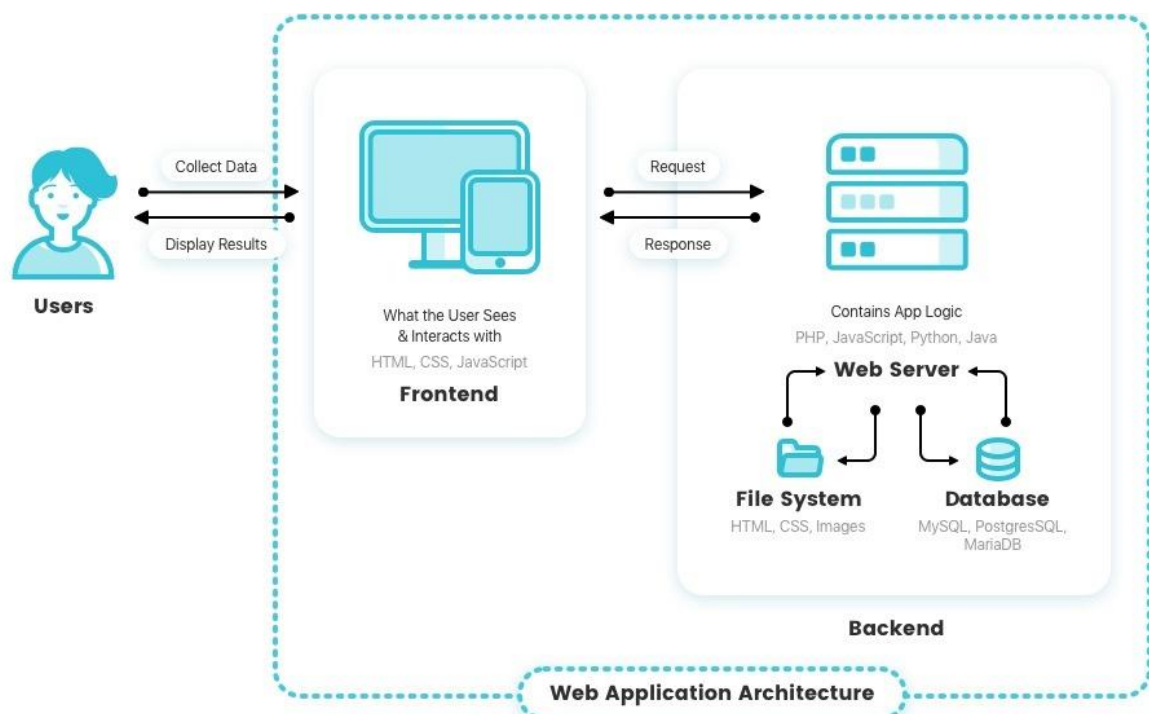 Collect Data
Display Results
Users
What the User Sees
& Interacts with
HTML, CSS, JavaScript
Frontend
Request
Response
Contains App Logic
PHP, JavaScript, Python, Java
Web Server
File System
HTML, CSS, Images
Database
MySQL, PostgresSQL,
MariaDB
Backend
Web Application Architecture